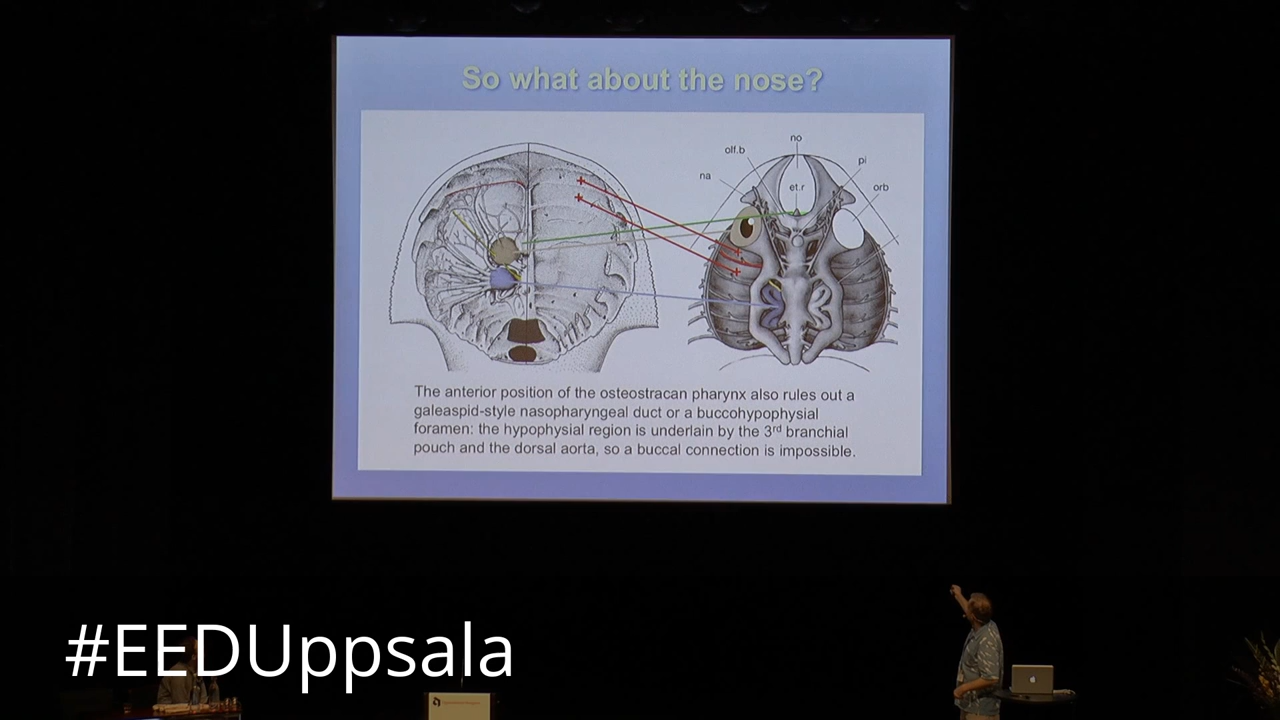 So what about the nose?
no
olf.b
pi
na
et.r
orb
The anterior position of the osteostracan pharynx also rules out a
galeaspid-style nasopharyngeal duct or a buccohypophysial
foramen: the hypophysial region is underlain by the 3rd branchial
pouch and the dorsal aorta, so a buccal connection is impossible.
#EEDUppsala